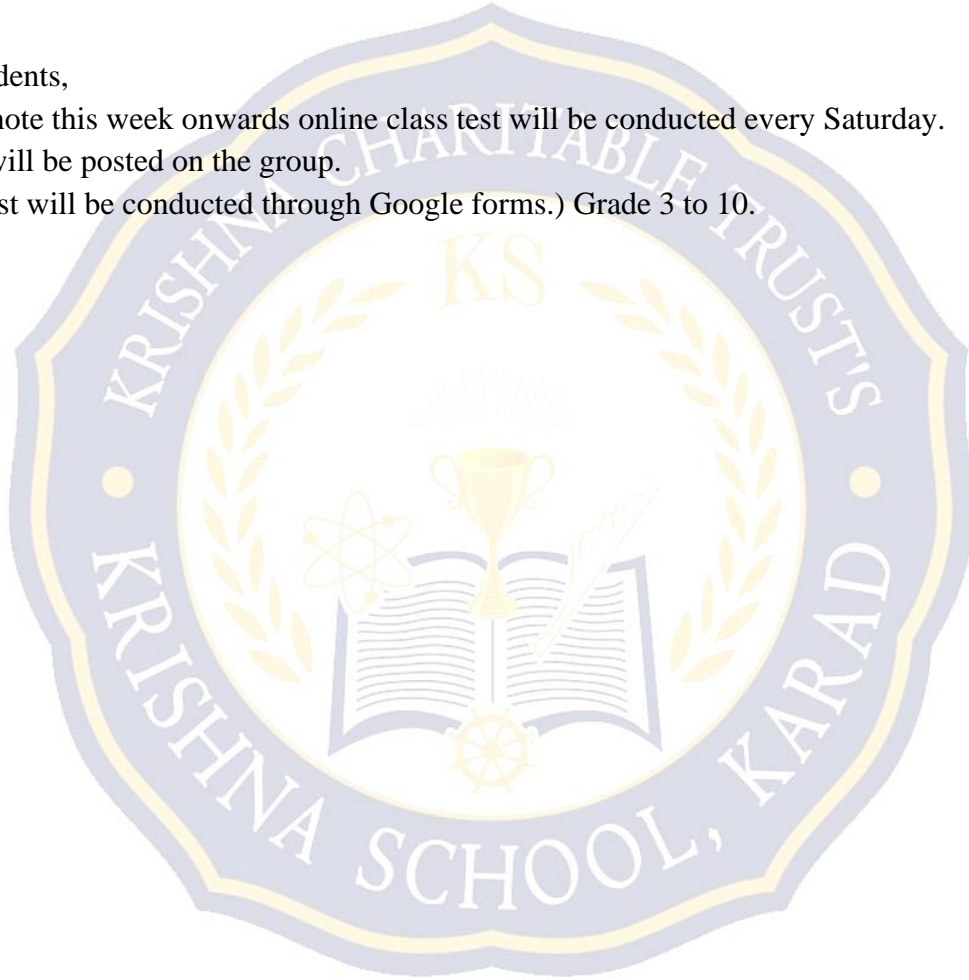 dents,
note this week onwards online class test will be conducted every Saturday.
will be posted on the group.
st will be conducted through Google forms.) Grade 3 to 10.
KRISHNA CHARITABLE TRUST'S
KS
KRISHNA SCHOOL, KARAD